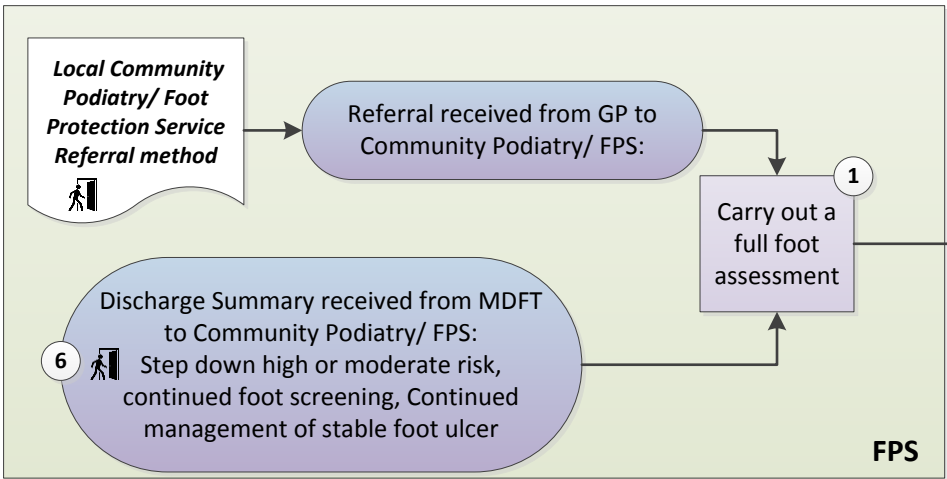 Local Community
Podiatry/ Foot
Protection Service
Referral method
Referral received from GP to
Community Podiatry/ FPS:
1
Carry out a
full foot
assessment
6
Discharge Summary received from MDFT
to Community Podiatry/ FPS:
Step down high or moderate risk,
continued foot screening, Continued
management of stable foot ulcer
FPS